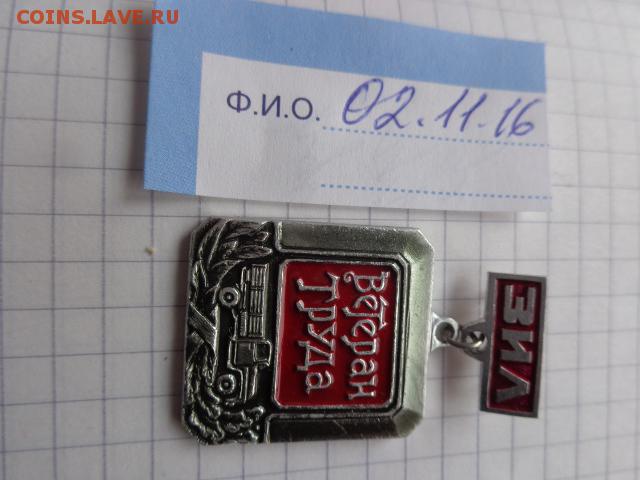 COINS.LAVE.RU
Ф.И.О. 02.11.16
ЗИЛ
Ветеран
Труда